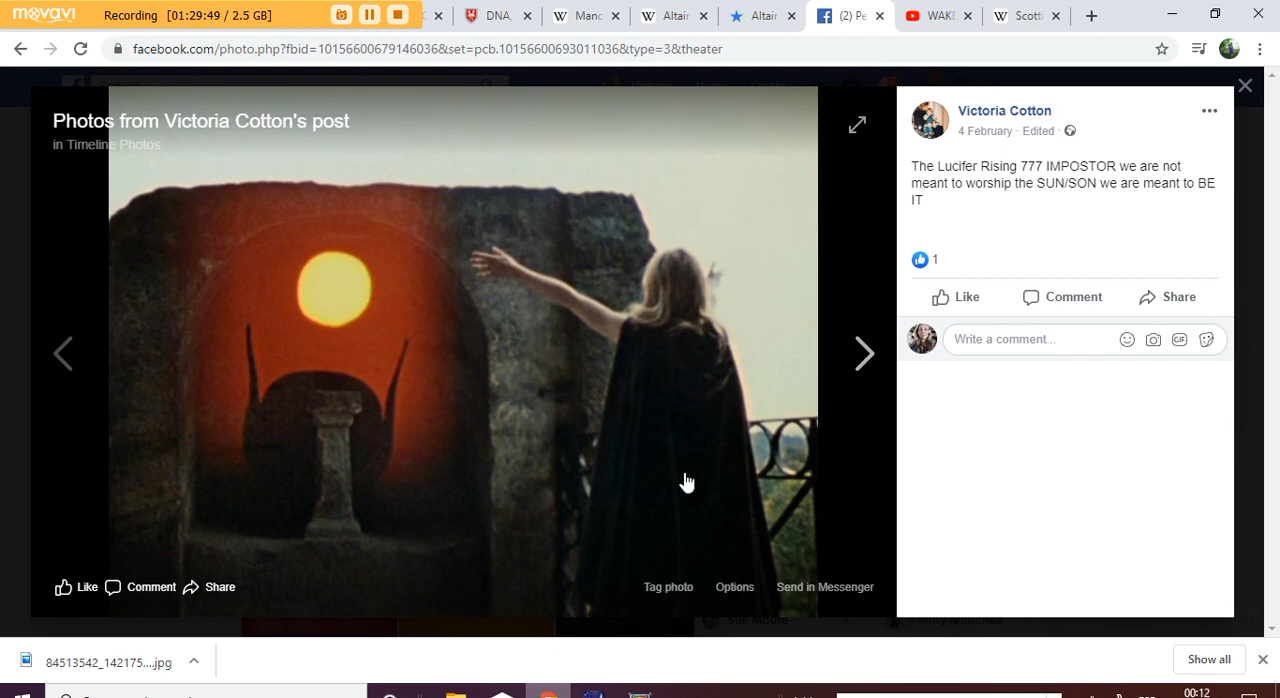 movavi
Recording [01:29:49 / 2.5 GB]
DNA,
Manc
Altair
Altair
(2) Pe
WAKE
Scotti
facebook.com/photo.php?fbid=10156600679146036&set=pcb.10156600693011036&type=3&theater
Photos from Victoria Cotton's post
in Timeline Photos
Victoria Cotton
4 February · Edited ·
The Lucifer Rising 777 IMPOSTOR we are not
meant to worship the SUN/SON we are meant to BE
IT
1
Like Comment Share
Write a comment...
GIF
Like Comment Share
Tag photo Options Send in Messenger
Sue Moore
84513542_142175....jpg
Show all
00:12